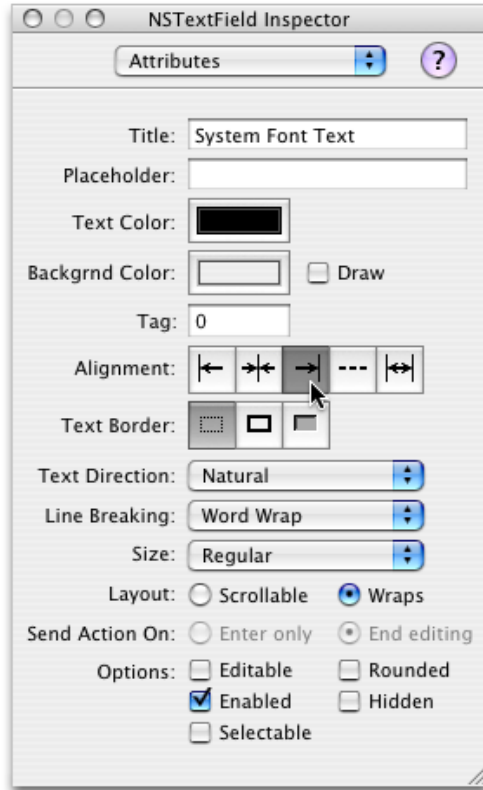 NSTextField Inspector
Attributes
?
Title: System Font Text
Placeholder:
Text Color:
Backgrnd Color: Draw
Tag: 0
Alignment:
Text Border:
Text Direction: Natural
Line Breaking: Word Wrap
Size: Regular
Layout: Scrollable Wraps
Send Action On: Enter only End editing
Options: Editable Rounded
Enabled Hidden
Selectable